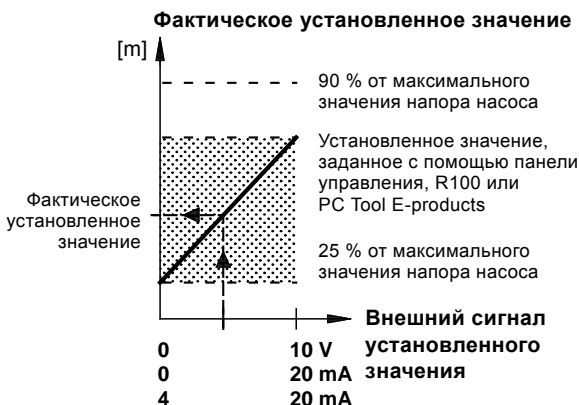 Фактическое установленное значение
[m]
90 % от максимального
значения напора насоса
Установленное значение,
заданное с помощью панели
управления, R100 или
PC Tool E-products
Фактическое
установленное
значение
25 % от максимального
значения напора насоса
Внешний сигнал
установленного
значения
0 10 V
0 20 mA
4 20 mA